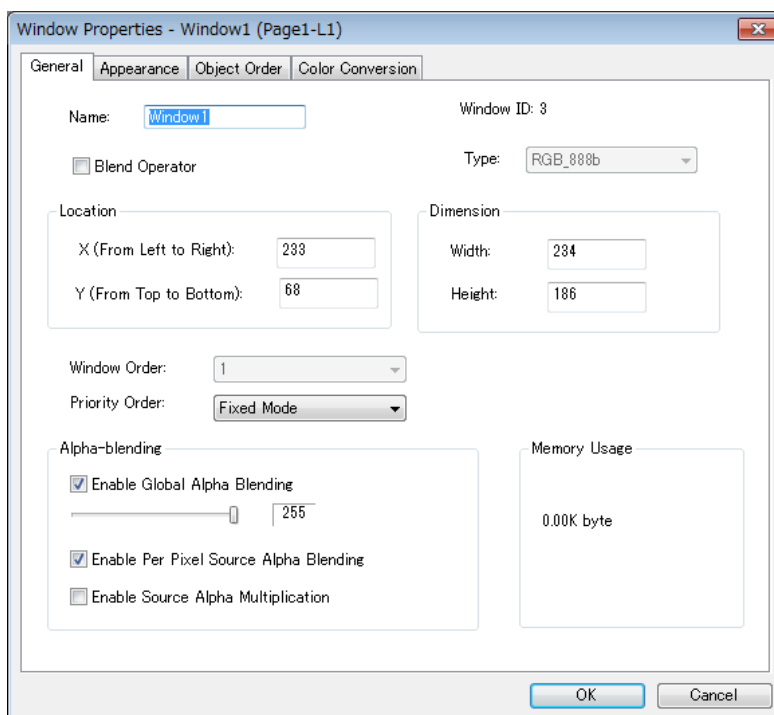 Window Properties - Window1 (Page1-L1)
General Appearance Object Order Color Conversion
Name: Window1
Window ID: 3
Blend Operator
Type: RGB_888b
Location
X (From Left to Right): 233
Y (From Top to Bottom): 68
Dimension
Width: 234
Height: 186
Window Order: 1
Priority Order: Fixed Mode
Alpha-blending
Enable Global Alpha Blending
255
Enable Per Pixel Source Alpha Blending
Enable Source Alpha Multiplication
Memory Usage
0.00K byte
OK Cancel